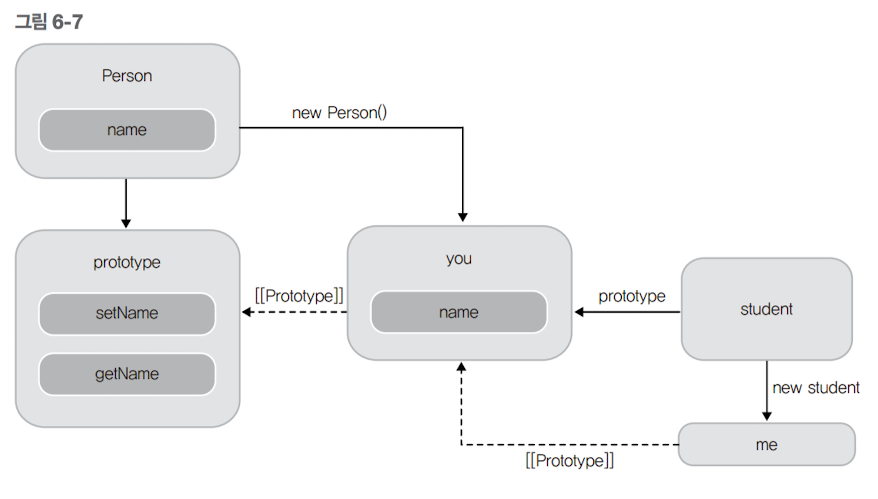 그림 6-7
Person
name
new Person()
prototype
setName
getName
[[Prototype]]
you
name
prototype
student
new student
me
[[Prototype]]